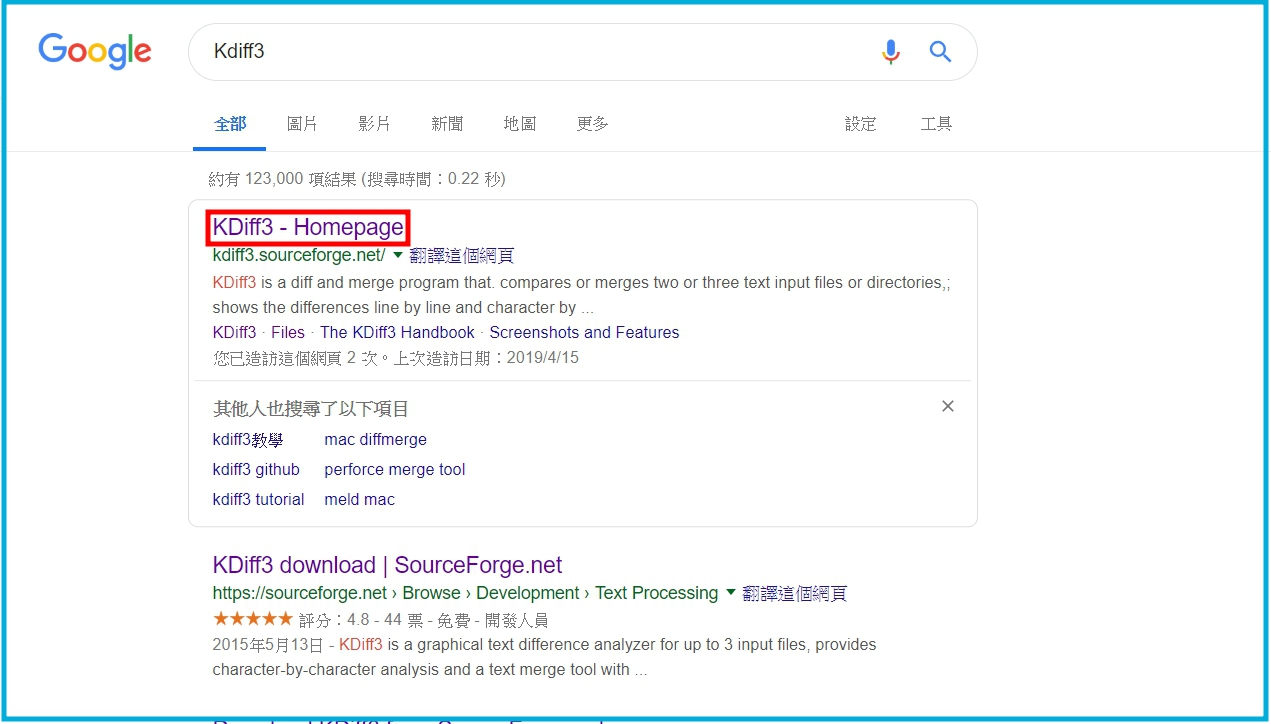 Google
Kdiff3
全部 圖片 影片 新聞 地圖 更多 設定 工具
約有 123,000 項結果 (搜尋時間：0.22 秒)
KDiff3 - Homepage
kdiff3.sourceforge.net/ ▼ 翻譯這個網頁
KDiff3 is a diff and merge program that. compares or merges two or three text input files or directories,;
shows the differences line by line and character by ...
KDiff3 · Files · The KDiff3 Handbook · Screenshots and Features
您已造訪這個網頁 2 次。上次造訪日期：2019/4/15
其他人也搜尋了以下項目
kdiff3教學 mac diffmerge
kdiff3 github perforce merge tool
kdiff3 tutorial meld mac
KDiff3 download | SourceForge.net
https://sourceforge.net › Browse › Development › Text Processing ▼ 翻譯這個網頁
★★★★★ 評分：4.8 - 44 票 - 免費 - 開發人員
2015年5月13日 - KDiff3 is a graphical text difference analyzer for up to 3 input files, provides
character-by-character analysis and a text merge tool with ...